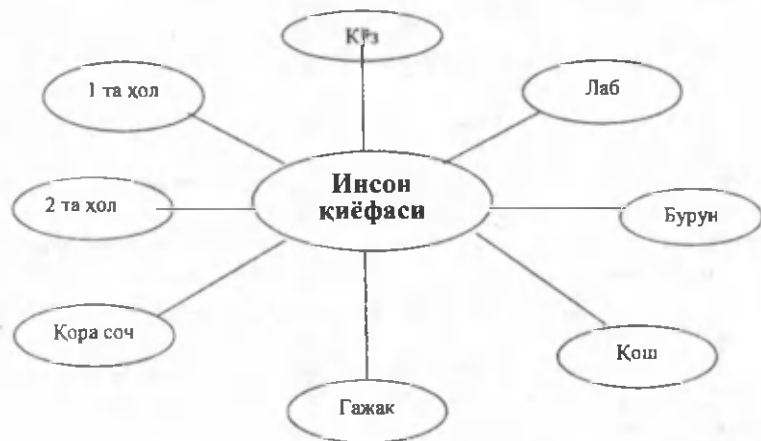 Кўз
1 та ҳол
Лаб
Инсон
қиёфаси
2 та ҳол
Бурун
Қора соч
Қош
Гажак